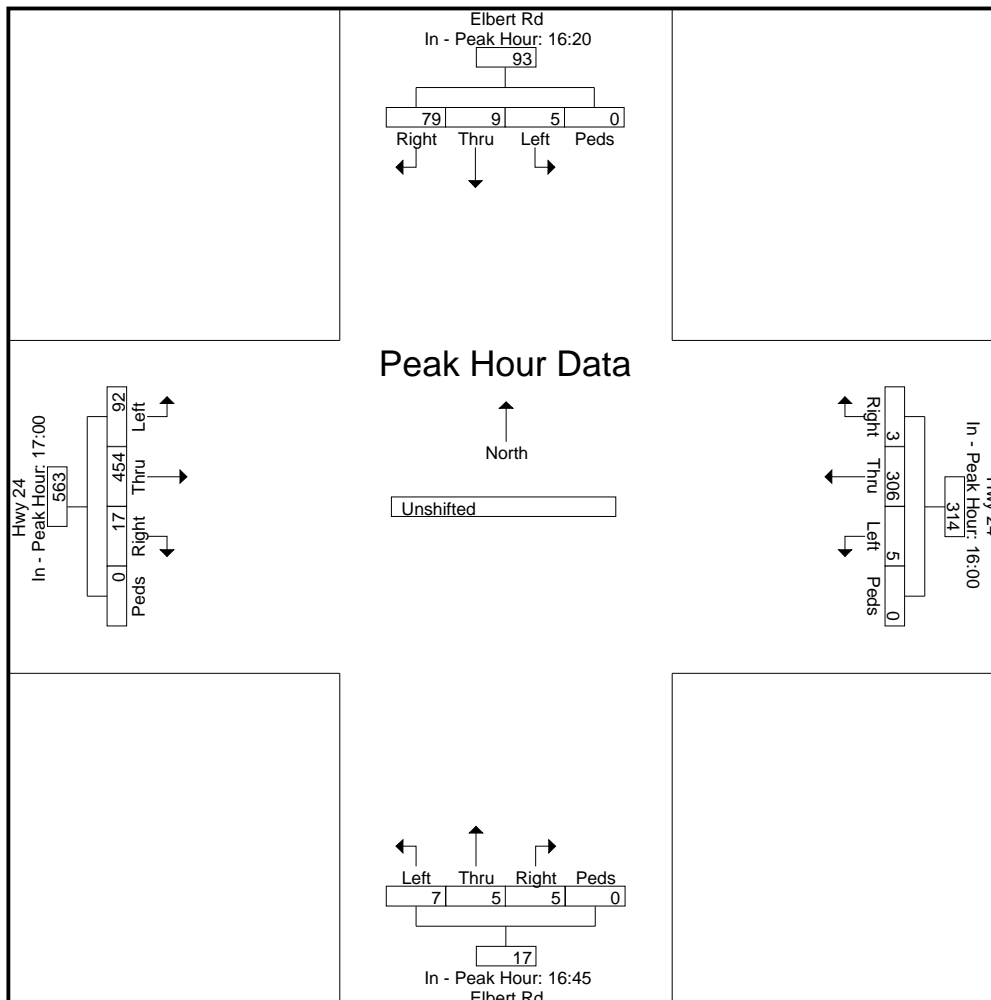 Elbert Rd
In - Peak Hour: 16:20
93
79 9 5 0
Right Thru Left Peds
Peak Hour Data
North
Unshifted
Hwy 24
In - Peak Hour: 17:00
563
92 454 17 0
Left Thru Right Peds
Hwy 24
In - Peak Hour: 16:00
314
3 306 5 0
Right Thru Left Peds
Left Thru Right Peds
7 5 5 0
17
In - Peak Hour: 16:45
Elbert Rd